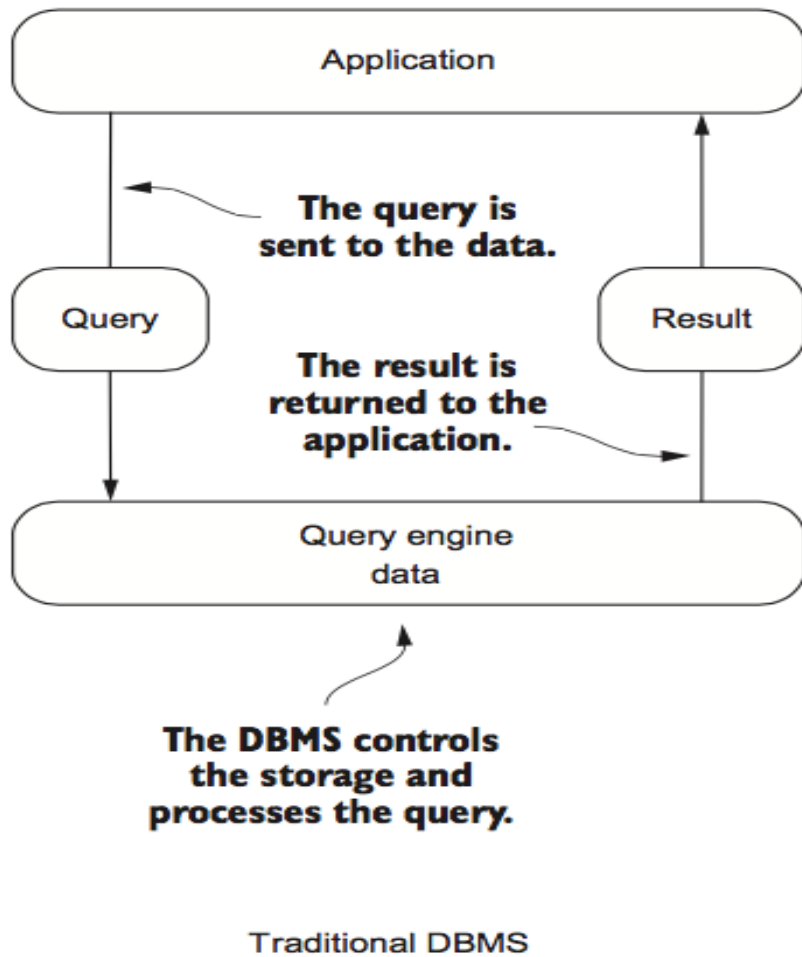 Application
The query is
sent to the data.
Query
Result
The result is
returned to the
application.
Query engine
data
The DBMS controls
the storage and
processes the query.
Traditional DBMS